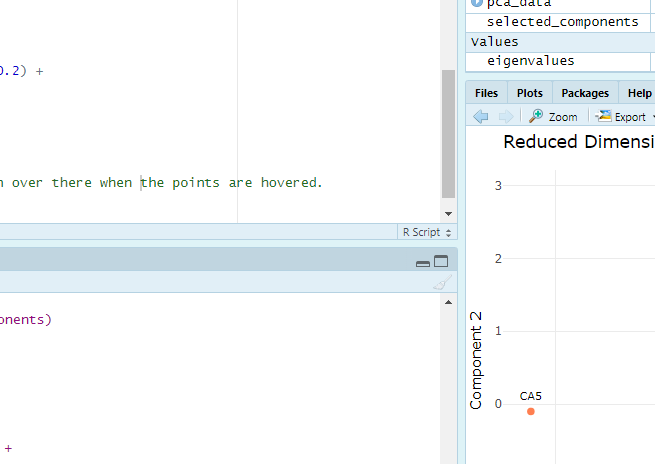 pca_data
selected_components
Values
eigenvalues
0.2) +
n over there when the points are hovered.
R Script
onents)
+
Files Plots Packages Help
Zoom Export
Reduced Dimensi
3
2
1
0
Component 2
CA5